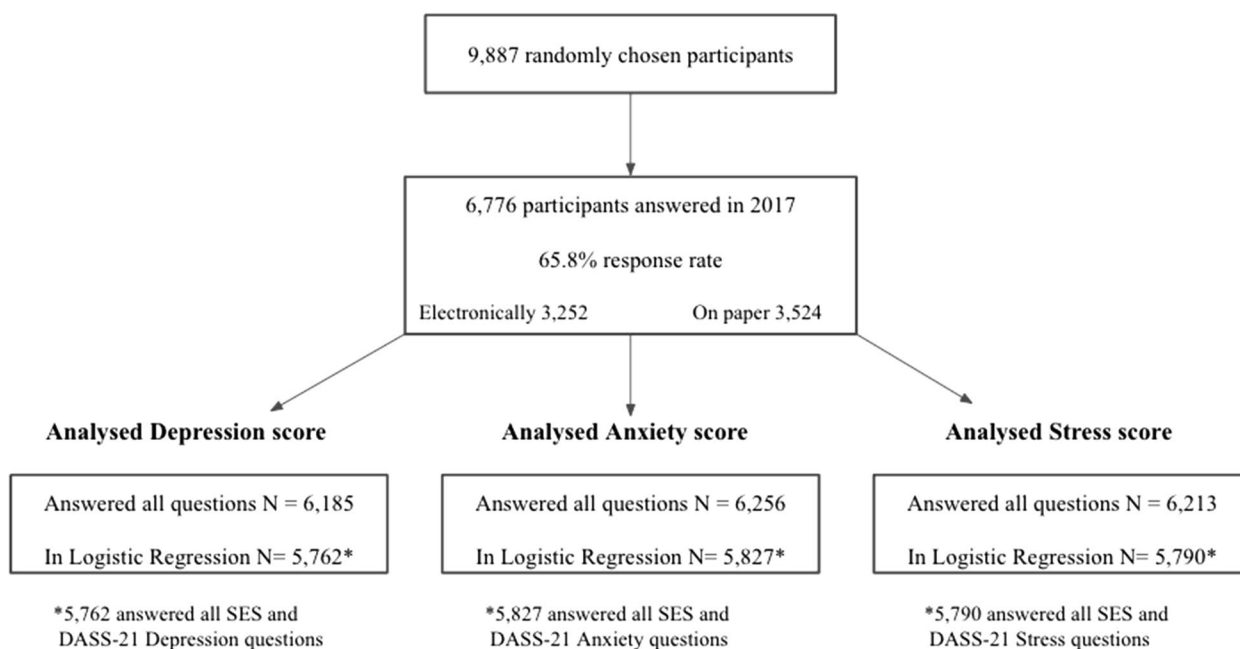 9,887 randomly chosen participants
6,776 participants answered in 2017
65.8% response rate
Electronically 3,252 On paper 3,524
Analysed Depression score
Answered all questions N = 6,185
In Logistic Regression N= 5,762*
*5,762 answered all SES and
DASS-21 Depression questions
Analysed Anxiety score
Answered all questions N = 6,256
In Logistic Regression N= 5,827*
*5,827 answered all SES and
DASS-21 Anxiety questions
Analysed Stress score
Answered all questions N = 6,213
In Logistic Regression N= 5,790*
*5,790 answered all SES and
DASS-21 Stress questions